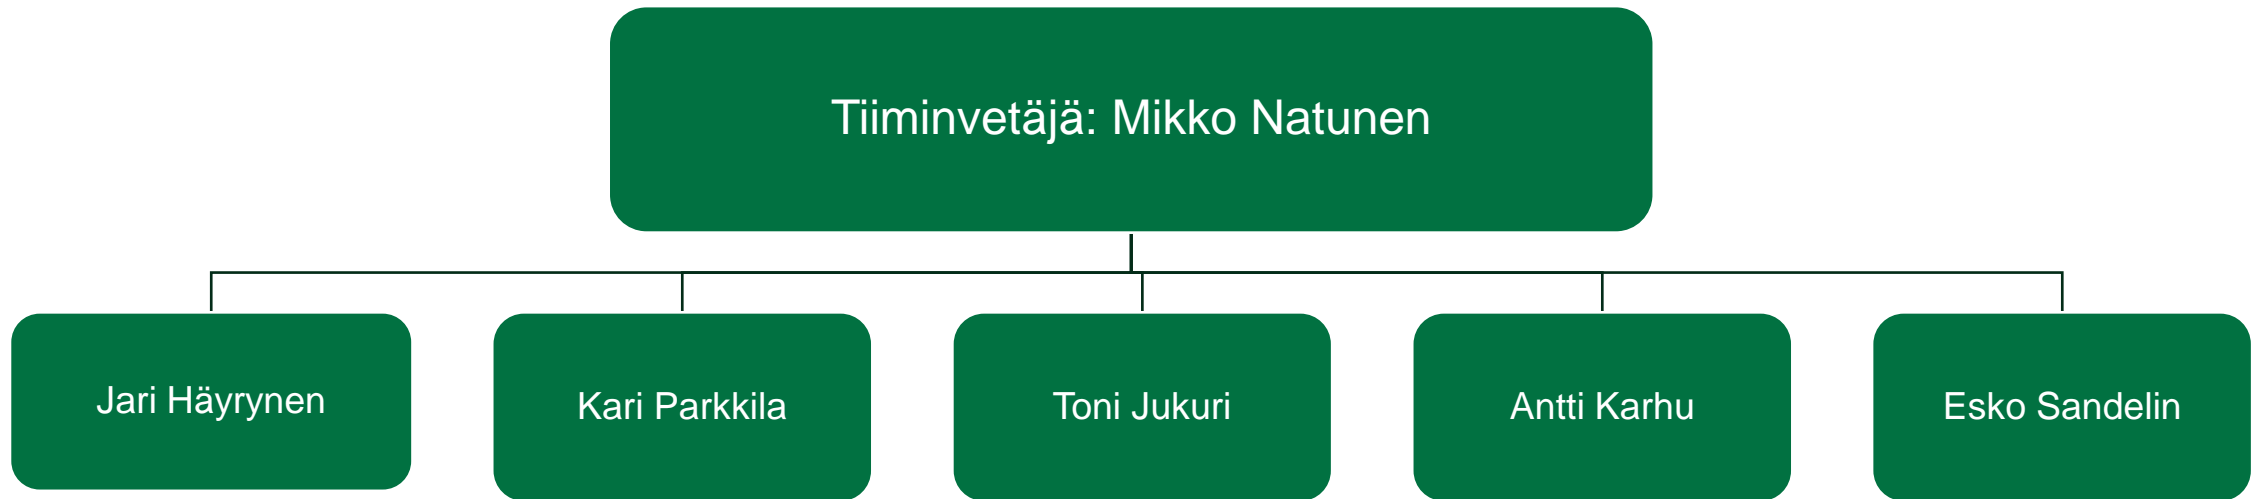 Tiiminvetäjä: Mikko Natunen
Jari Häyrynen
Kari Parkkila
Toni Jukuri
Antti Karhu
Esko Sandelin